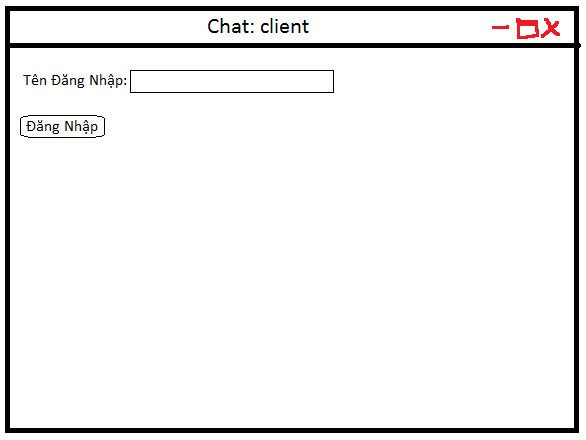 Chat: client
Tên Đăng Nhập:
Đăng Nhập